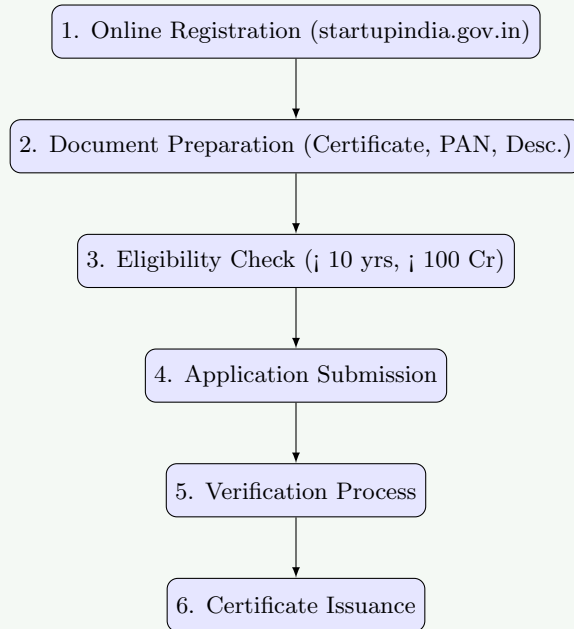 1. Online Registration (startupindia.gov.in)
2. Document Preparation (Certificate, PAN, Desc.)
3. Eligibility Check (¡ 10 yrs, ¡ 100 Cr)
4. Application Submission
5. Verification Process
6. Certificate Issuance